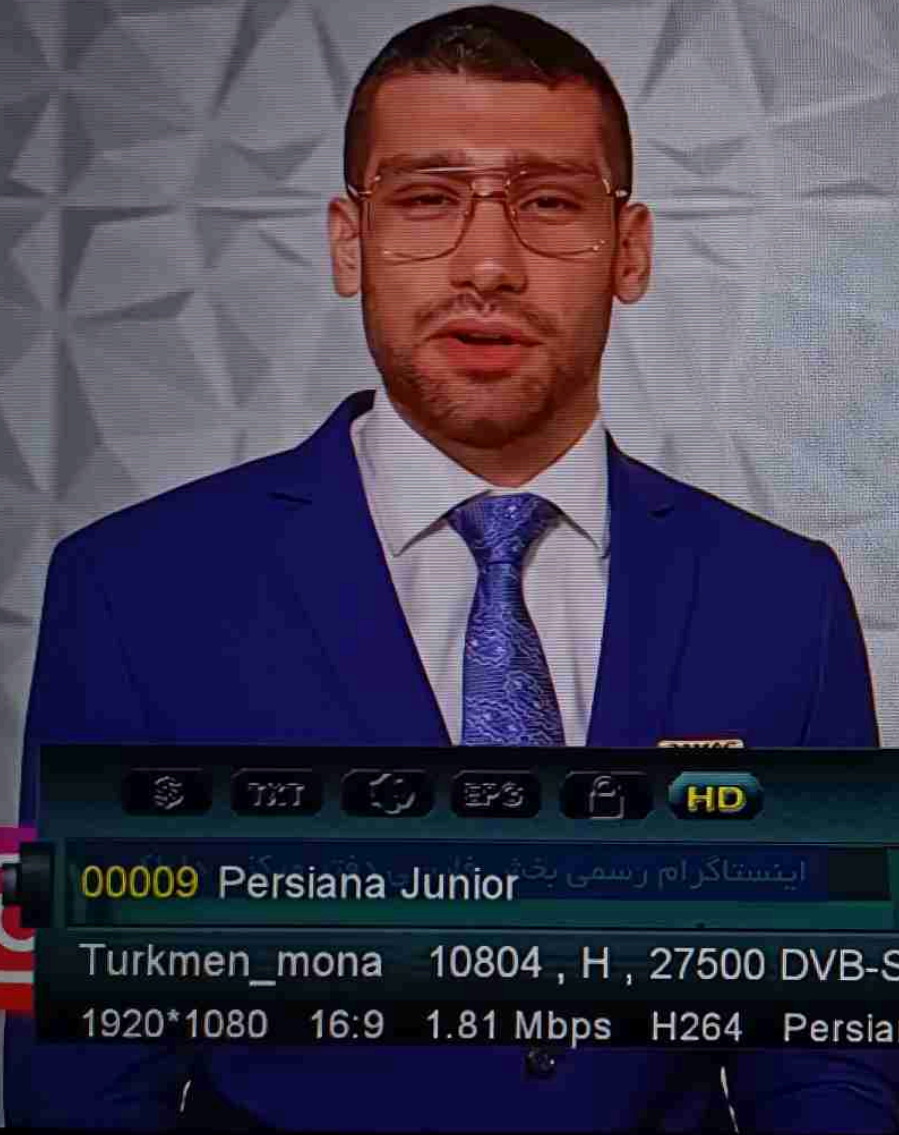 TXT EPG HD
اینستاگرام رسمی بخش
00009 Persiana Junior
Turkmen_mona 10804 , H , 27500 DVB-S
1920*1080 16:9 1.81 Mbps H264 Persian